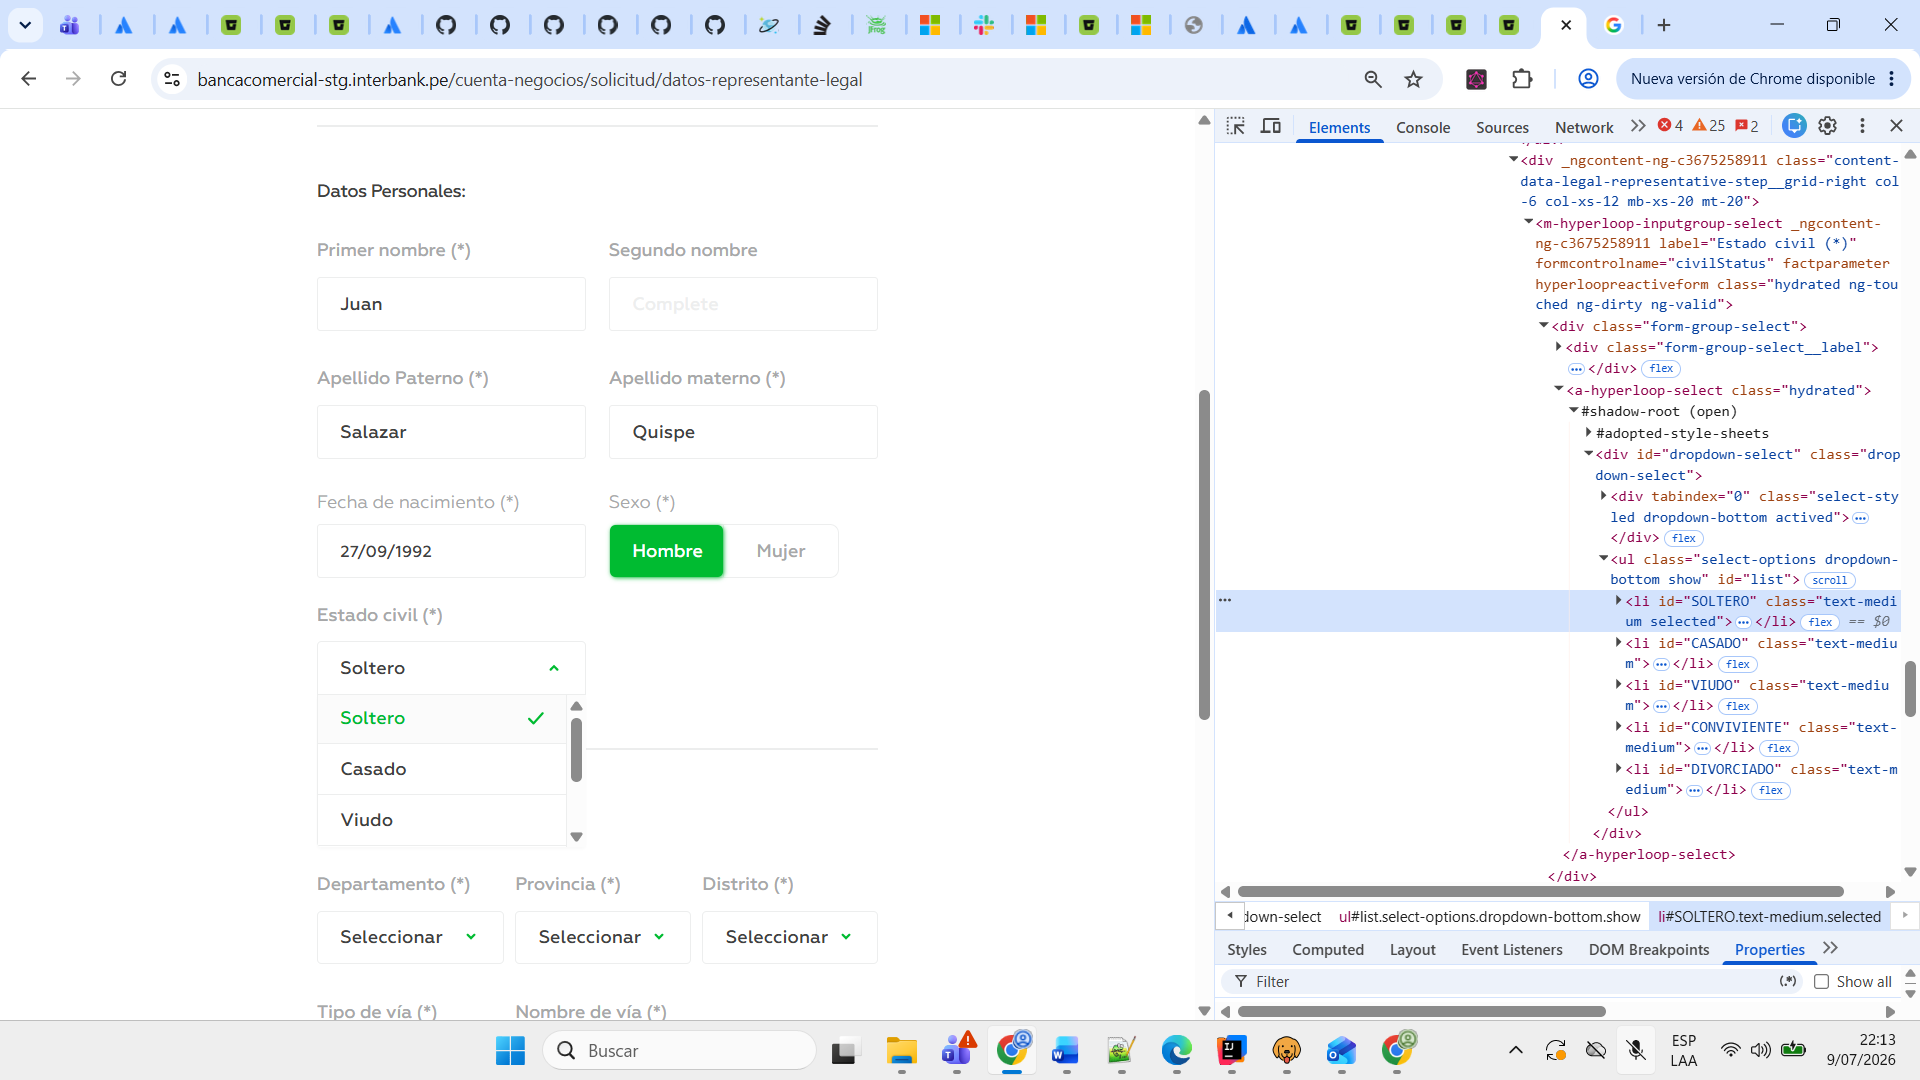 bancacomercial-stg.interbank.pe/cuenta-negocios/solicitud/datos-representante-legal
Nueva versión de Chrome disponible
Datos Personales:
Primer nombre (*)
Segundo nombre
Juan
Complete
Apellido Paterno (*)
Apellido materno (*)
Salazar
Quispe
Fecha de nacimiento (*)
Sexo (*)
27/09/1992
Hombre
Mujer
Estado civil (*)
Soltero
Soltero
Casado
Viudo
Departamento (*)
Provincia (*)
Distrito (*)
Seleccionar
Seleccionar
Seleccionar
Tipo de vía (*)
Nombre de vía (*)
Elements
Console
Sources
Network
4
25
2
<div _ngcontent-ng-c3675258911 class="content-
data-legal-representative-step__grid-right col
-6 col-xs-12 mb-xs-20 mt-20">
<m-hyperloop-inputgroup-select _ngcontent-
ng-c3675258911 label="Estado civil (*)"
formcontrolname="civilStatus" factparameter
hyperloopreactiveform class="hydrated ng-tou
ched ng-dirty ng-valid">
<div class="form-group-select">
<div class="form-group-select__label">
</div> flex
<a-hyperloop-select class="hydrated">
#shadow-root (open)
#adopted-style-sheets
<div id="dropdown-select" class="drop
down-select">
<div tabindex="0" class="select-sty
led dropdown-bottom actived">
</div> flex
<ul class="select-options dropdown-
bottom show" id="list"> scroll
<li id="SOLTERO" class="text-medi
um selected"> </li> flex == $0
<li id="CASADO" class="text-mediu
m"> </li> flex
<li id="VIUDO" class="text-mediu
m"> </li> flex
<li id="CONVIVIENTE" class="text-
medium"> </li> flex
<li id="DIVORCIADO" class="text-m
edium"> </li> flex
</ul>
</div>
</a-hyperloop-select>
</div>
down-select
ul#list.select-options.dropdown-bottom.show
li#SOLTERO.text-medium.selected
Styles
Computed
Layout
Event Listeners
DOM Breakpoints
Properties
Filter
(.*)
Show all
Buscar
ESP
LAA
22:13
9/07/2026